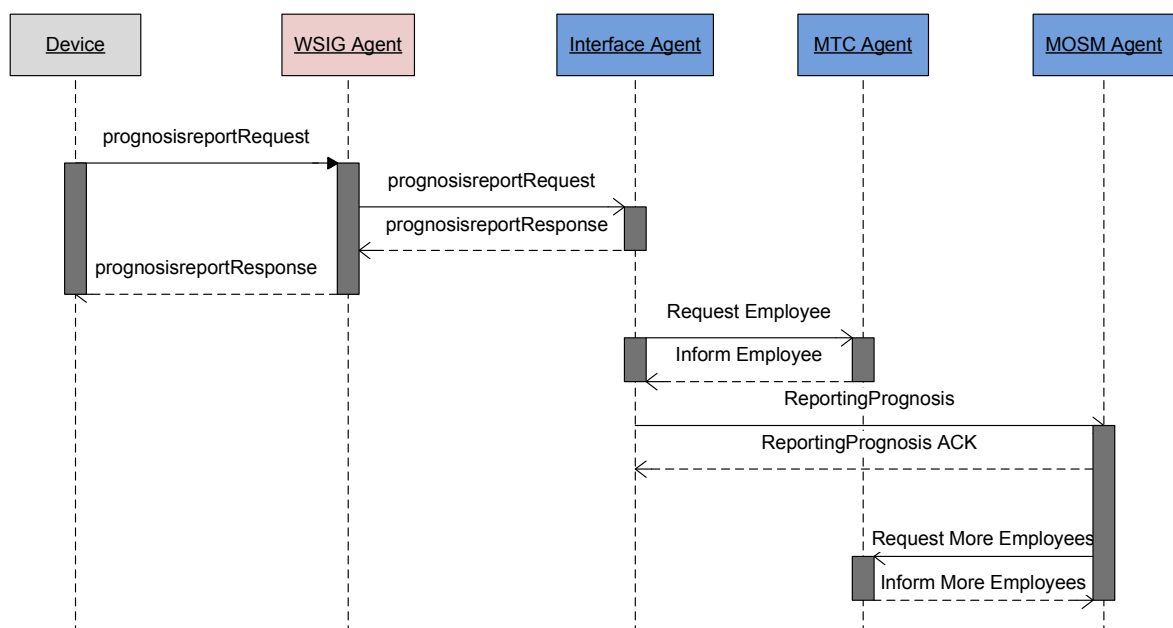 Device
WSIG Agent
Interface Agent
MTC Agent
MOSM Agent
prognosisreportRequest
prognosisreportRequest
prognosisreportResponse
prognosisreportResponse
Request Employee
Inform Employee
ReportingPrognosis
ReportingPrognosis ACK
Request More Employees
Inform More Employees